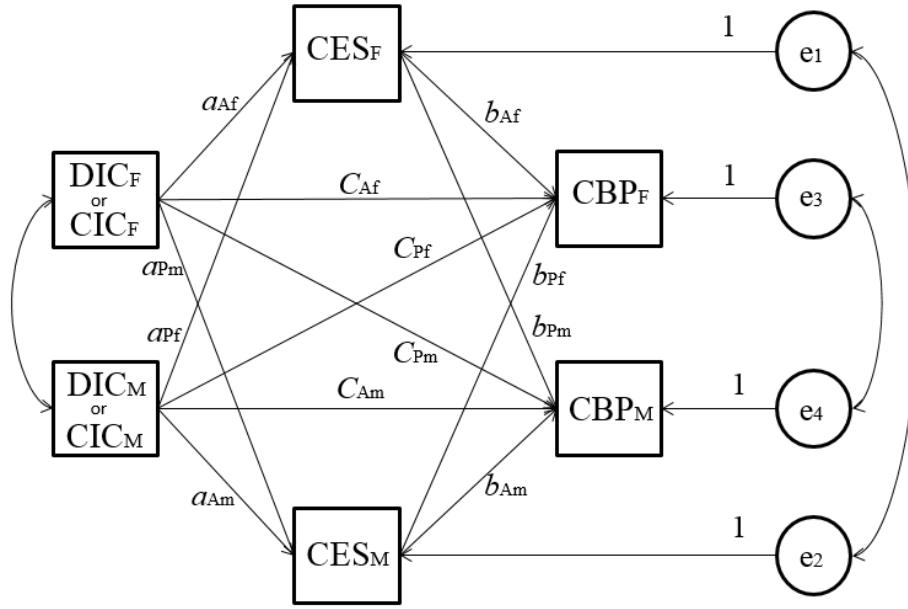 CESF
1
e1
aAf
bAf
DICF
or
CICF
CAf
CBPF
1
e3
CPf
aPm
bPf
aPf
bPm
CPm
DICM
or
CICM
CAm
CBPM
1
e4
aAm
bAm
CESM
1
e2